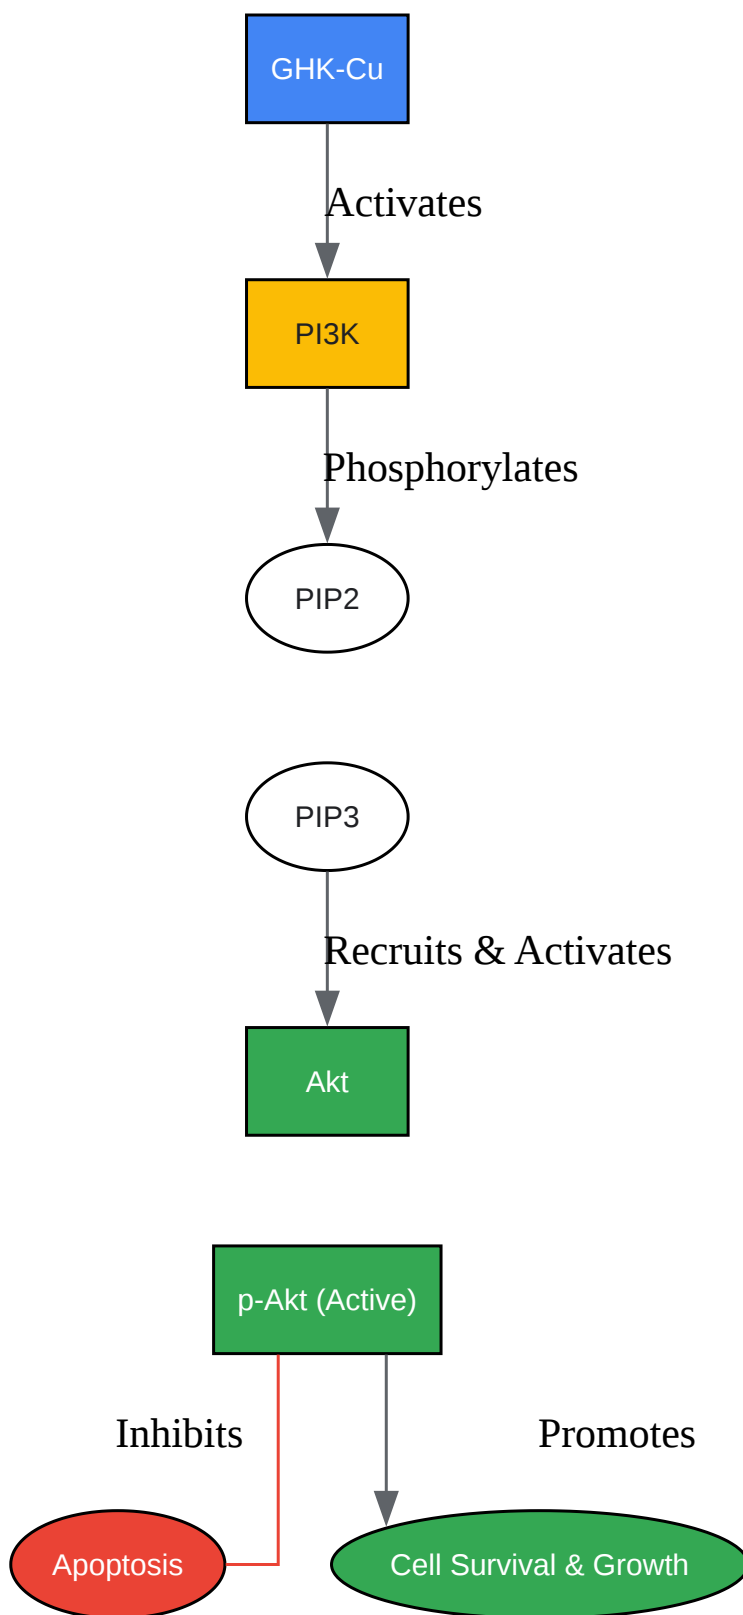 GHK-Cu
Activates
PI3K
Phosphorylates
PIP2
PIP3
Recruits & Activates
Akt
p-Akt (Active)
Inhibits
Promotes
Apoptosis
Cell Survival & Growth